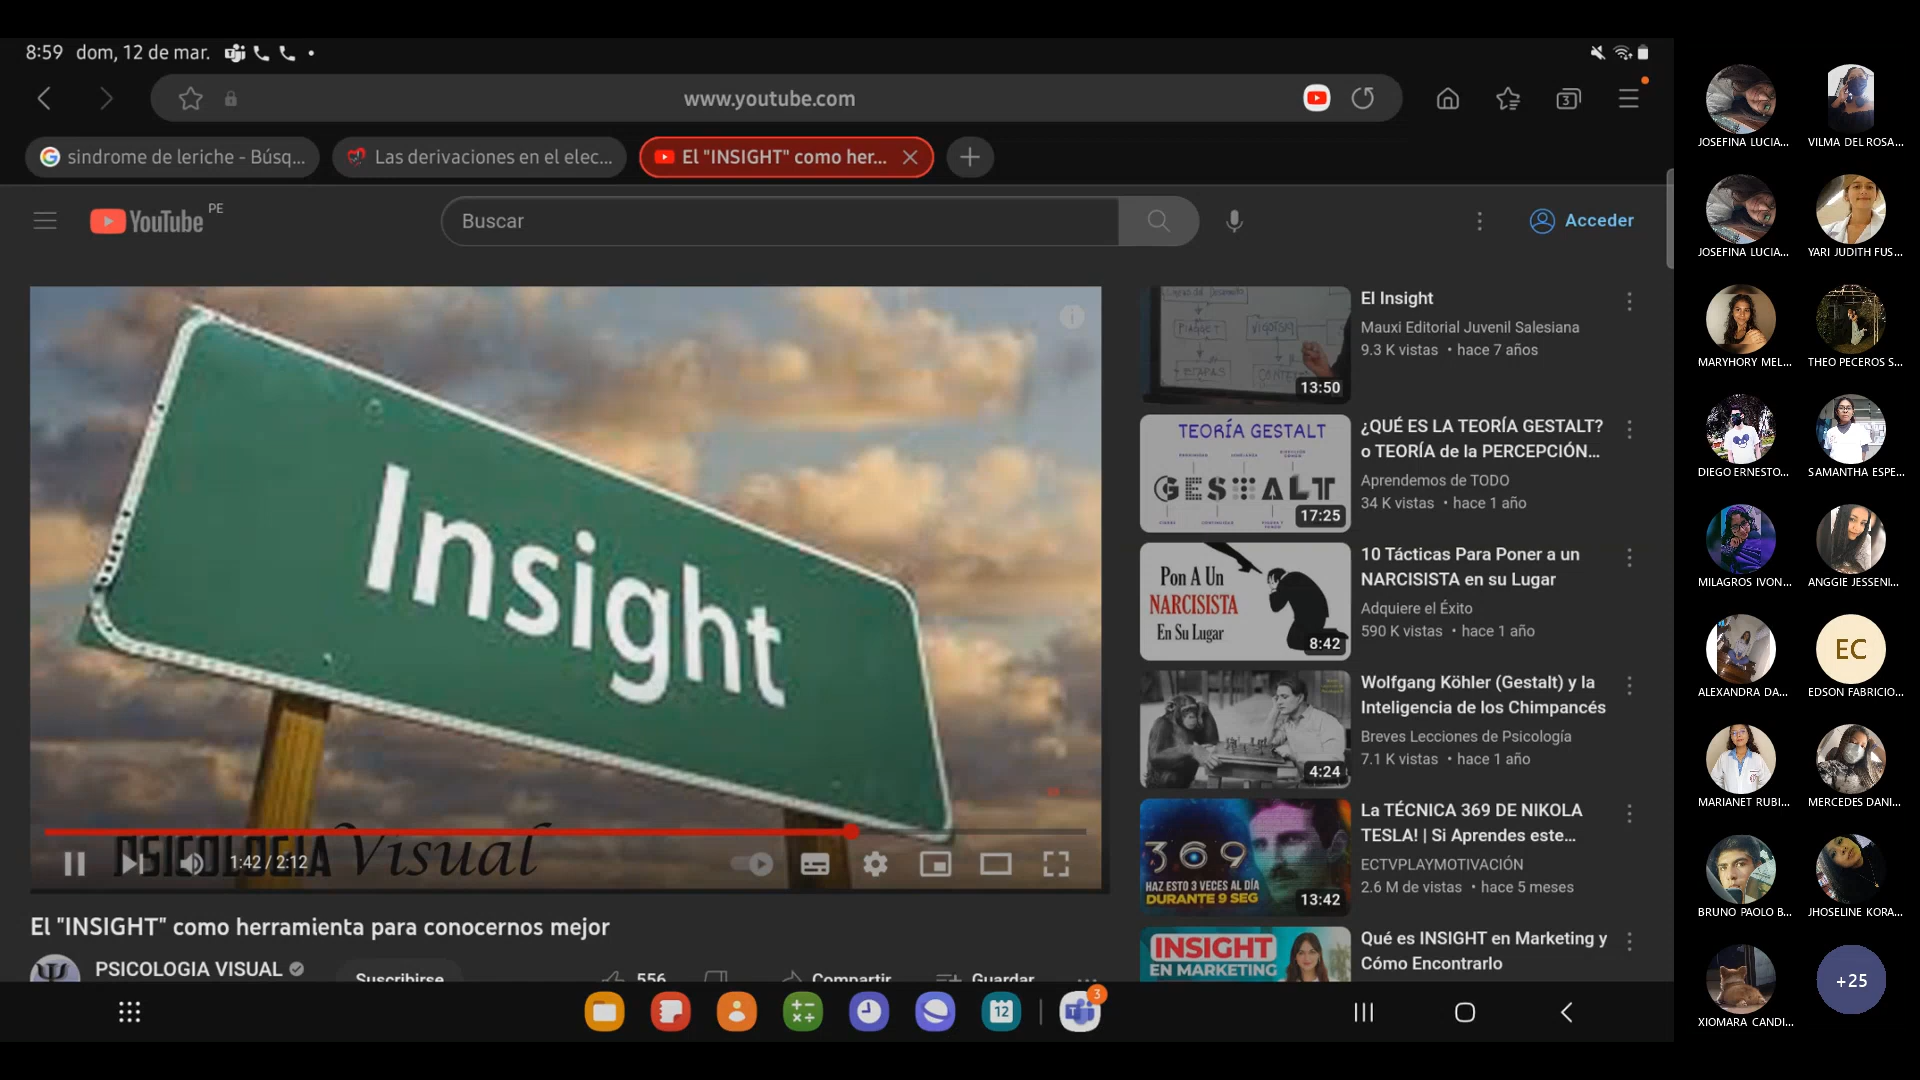 8:59 dom, 12 de mar.
www.youtube.com
3
sindrome de leriche - Búsq...
Las derivaciones en el elec...
El "INSIGHT" como her...
YouTube PE
Buscar
Acceder
Insight
PSICOLOGIA Visual
1:42 / 2:12
El "INSIGHT" como herramienta para conocernos mejor
PSICOLOGIA VISUAL
Suscribirse
556
Compartir
Guardar
PIAGET
ETAPAS
13:50
El Insight
Mauxi Editorial Juvenil Salesiana
9.3 K vistas • hace 7 años
TEORÍA GESTALT
GESTALT
17:25
¿QUÉ ES LA TEORÍA GESTALT?
o TEORÍA de la PERCEPCIÓN...
Aprendemos de TODO
34 K vistas • hace 1 año
Pon A Un
NARCISISTA
En Su Lugar
8:42
10 Tácticas Para Poner a un
NARCISISTA en su Lugar
Adquiere el Éxito
590 K vistas • hace 1 año
4:24
Wolfgang Köhler (Gestalt) y la
Inteligencia de los Chimpancés
Breves Lecciones de Psicología
7.1 K vistas • hace 1 año
369
HAZ ESTO 3 VECES AL DÍA
DURANTE 9 SEG
13:42
La TÉCNICA 369 DE NIKOLA
TESLA! | Si Aprendes este...
ECTVPLAYMOTIVACIÓN
2.6 M de vistas • hace 5 meses
INSIGHT
EN MARKETING
Qué es INSIGHT en Marketing y
Cómo Encontrarlo
12
3
JOSEFINA LUCIA...
VILMA DEL ROSA...
JOSEFINA LUCIA...
YARI JUDITH FUS...
MARYHORY MEL...
THEO PECEROS S...
DIEGO ERNESTO...
SAMANTHA ESPE...
MILAGROS IVON...
ANGGIE JESSENI...
ALEXANDRA DA...
EC
EDSON FABRICIO...
MARIANET RUBI...
MERCEDES DANI...
BRUNO PAOLO B...
JHOSELINE KORA...
XIOMARA CANDI...
+25